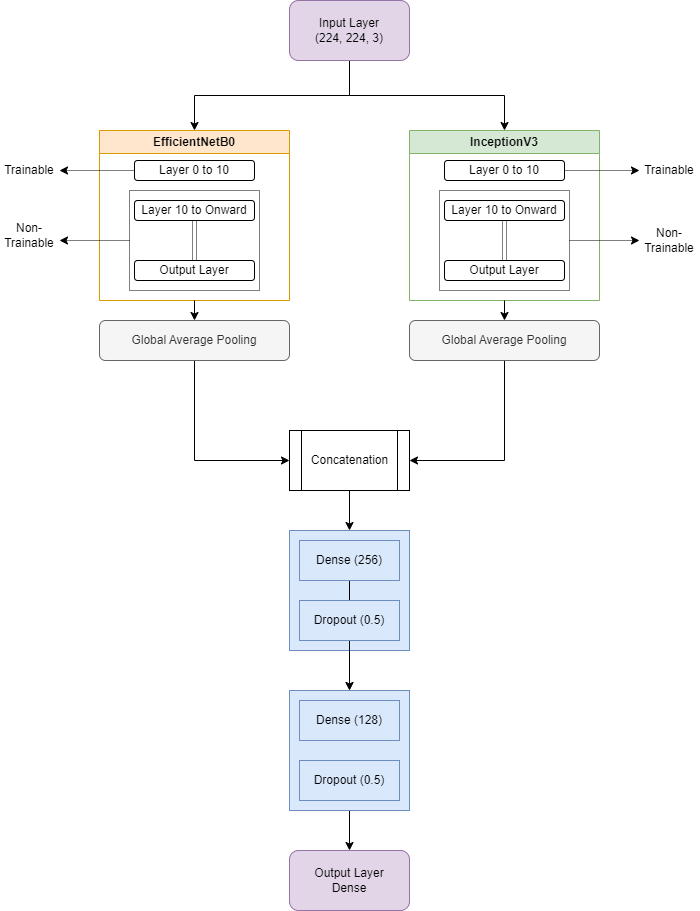 Input Layer
(224, 224, 3)
EfficientNetB0
InceptionV3
Trainable
Layer 0 to 10
Layer 0 to 10
Trainable
Layer 10 to Onward
Layer 10 to Onward
Non-
Trainable
Non-
Trainable
Output Layer
Output Layer
Global Average Pooling
Global Average Pooling
Concatenation
Dense (256)
Dropout (0.5)
Dense (128)
Dropout (0.5)
Output Layer
Dense